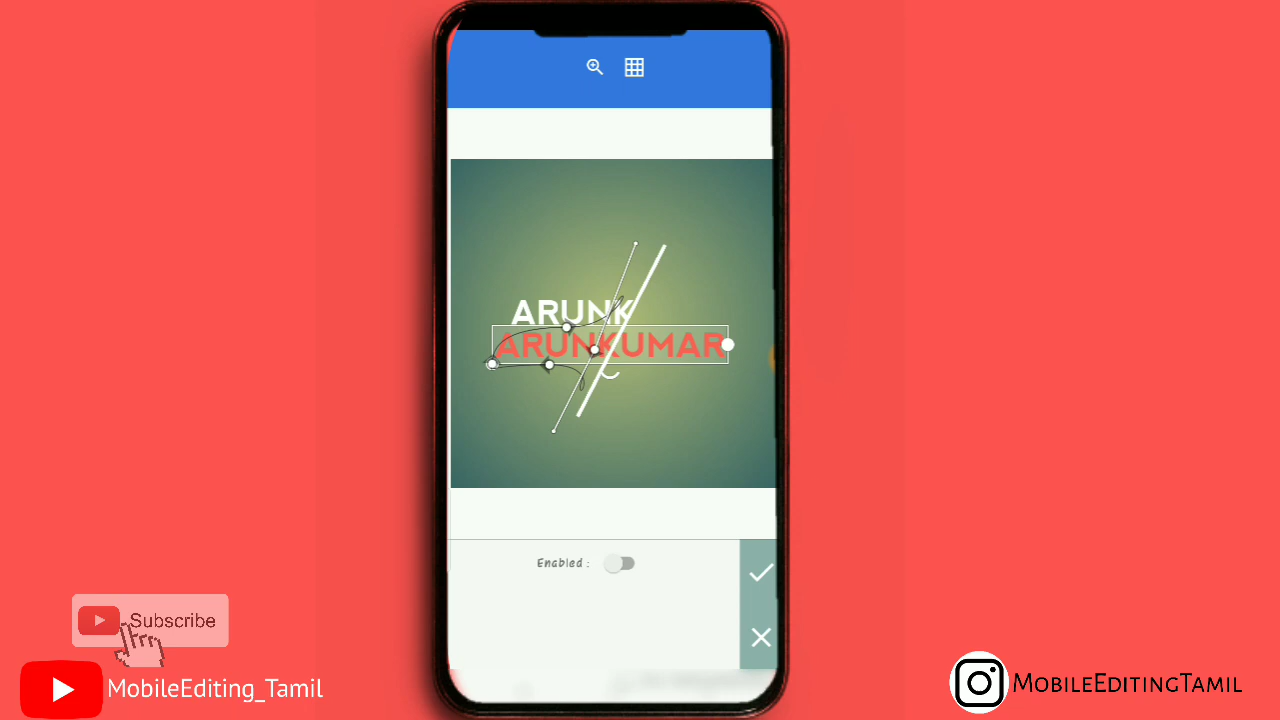 ARUNK
ARUNKUMAR
Enabled :
Subscribe
MobileEditing_Tamil
MobileEditingTamil